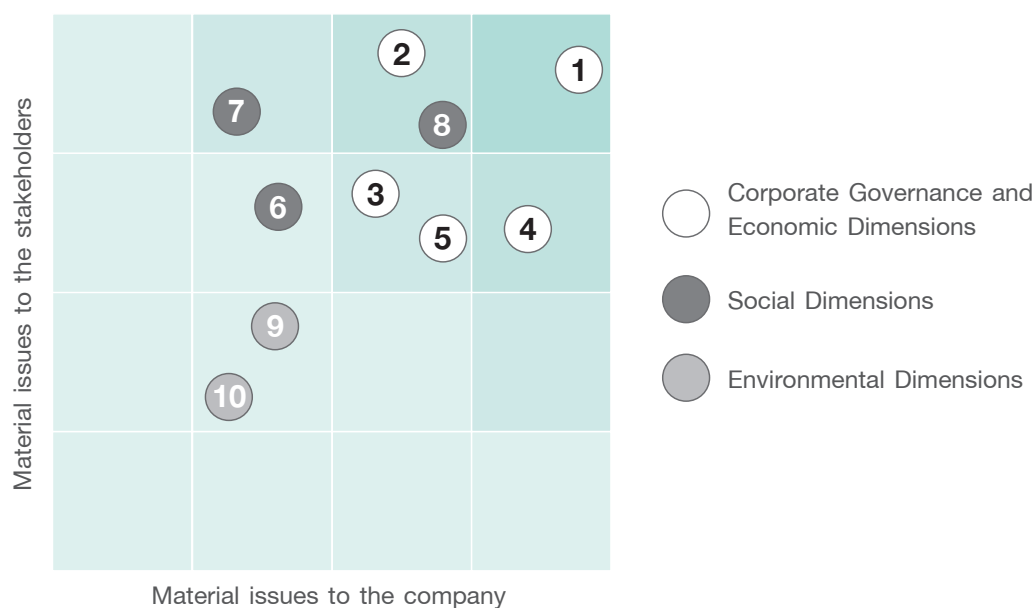 Material issues to the stakeholders
2
1
7
8
3
6
5
4
9
10
Material issues to the company
Corporate Governance and
Economic Dimensions
Social Dimensions
Environmental Dimensions